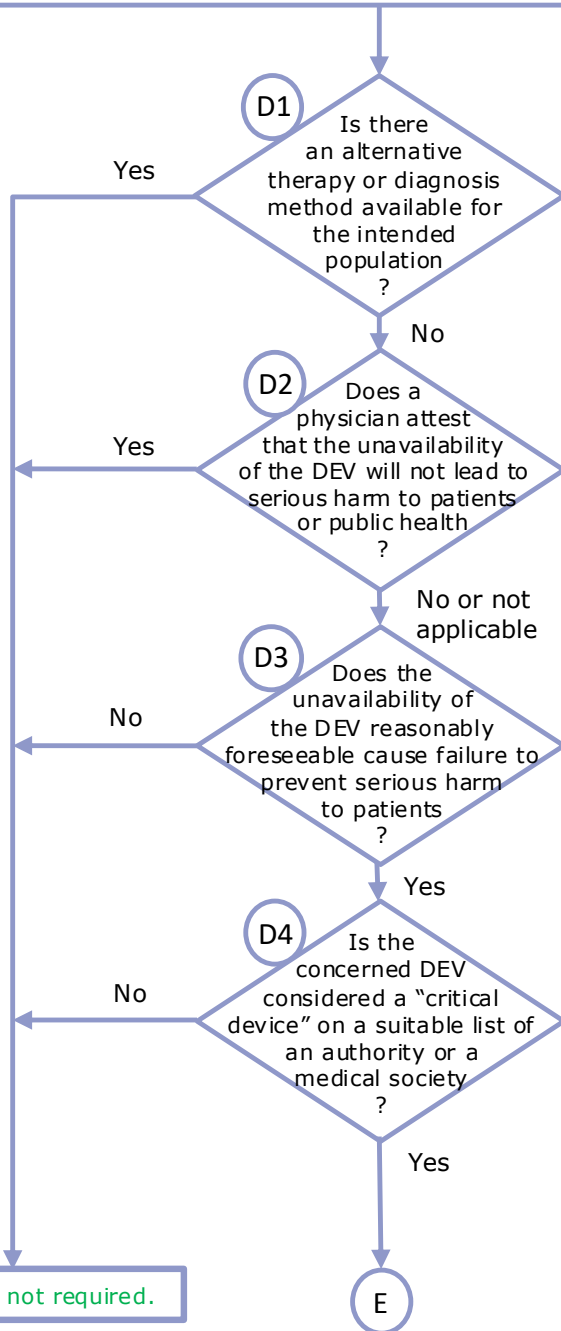 D1
Is there
an alternative
therapy or diagnosis
method available for
the intended
population
?
Yes
No
D2
Does a
physician attest
that the unavailability
of the DEV will not lead to
serious harm to patients
or public health
?
Yes
No or not
applicable
D3
Does the
unavailability of
the DEV reasonably
foreseeable cause failure to
prevent serious harm
to patients
?
No
Yes
D4
Is the
concerned DEV
considered a “critical
device” on a suitable list of
an authority or a
medical society
?
No
Yes
not required.
E